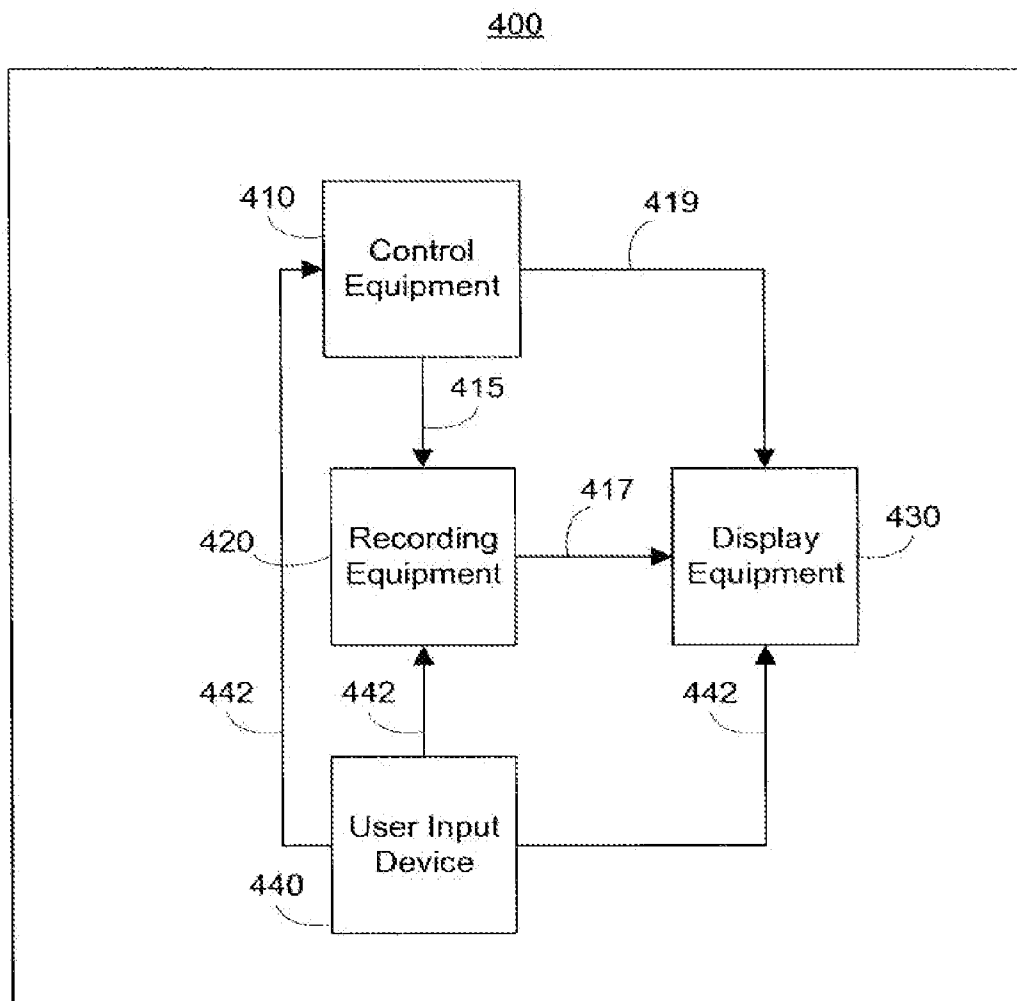 400
410
Control
Equipment
419
415
420
Recording
Equipment
417
Display
Equipment
430
442
442
442
User Input
Device
440